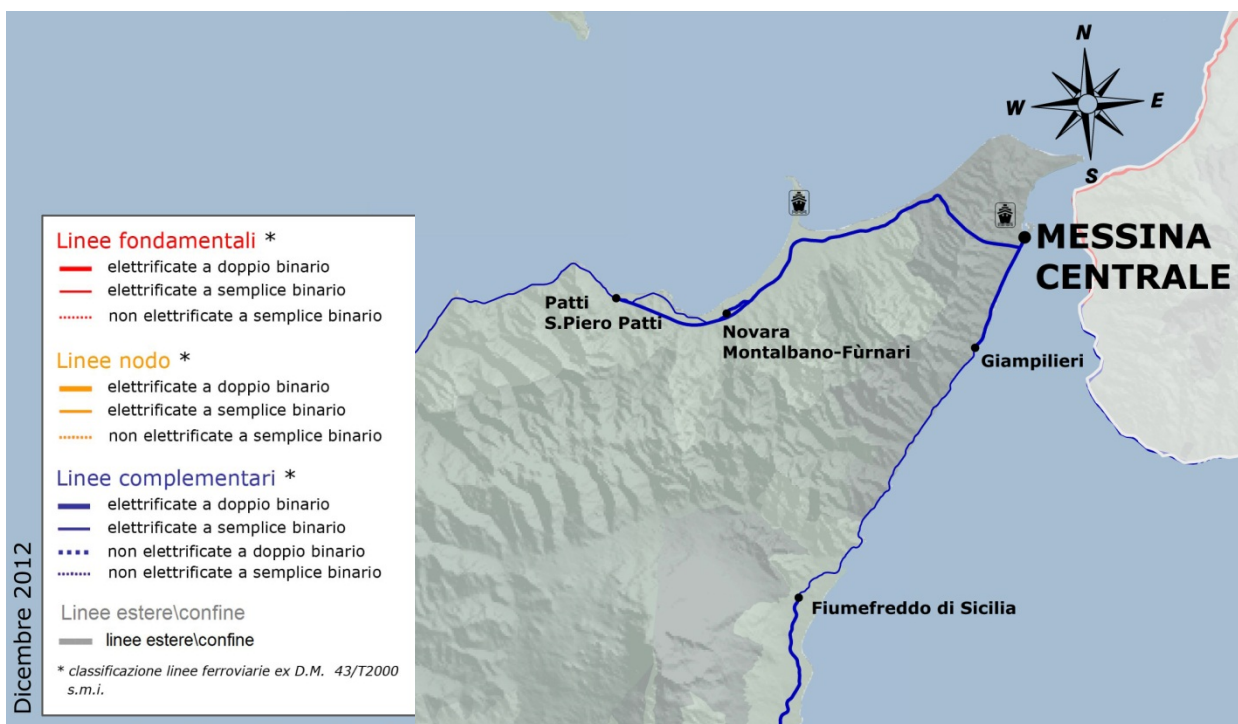 N
W
E
S
MESSINA
CENTRALE
Patti
S.Piero Patti
Novara
Montalbano-Fùrnari
Giampilieri
Fiumefreddo di Sicilia
Linee fondamentali *
elettrificate a doppio binario
elettrificate a semplice binario
non elettrificate a semplice binario
Linee nodo *
elettrificate a doppio binario
elettrificate a semplice binario
non elettrificate a semplice binario
Linee complementari *
elettrificate a doppio binario
elettrificate a semplice binario
non elettrificate a doppio binario
non elettrificate a semplice binario
Linee estere\confine
linee estere\confine
* classificazione linee ferroviarie ex D.M. 43/T2000
s.m.i.
Dicembre 2012